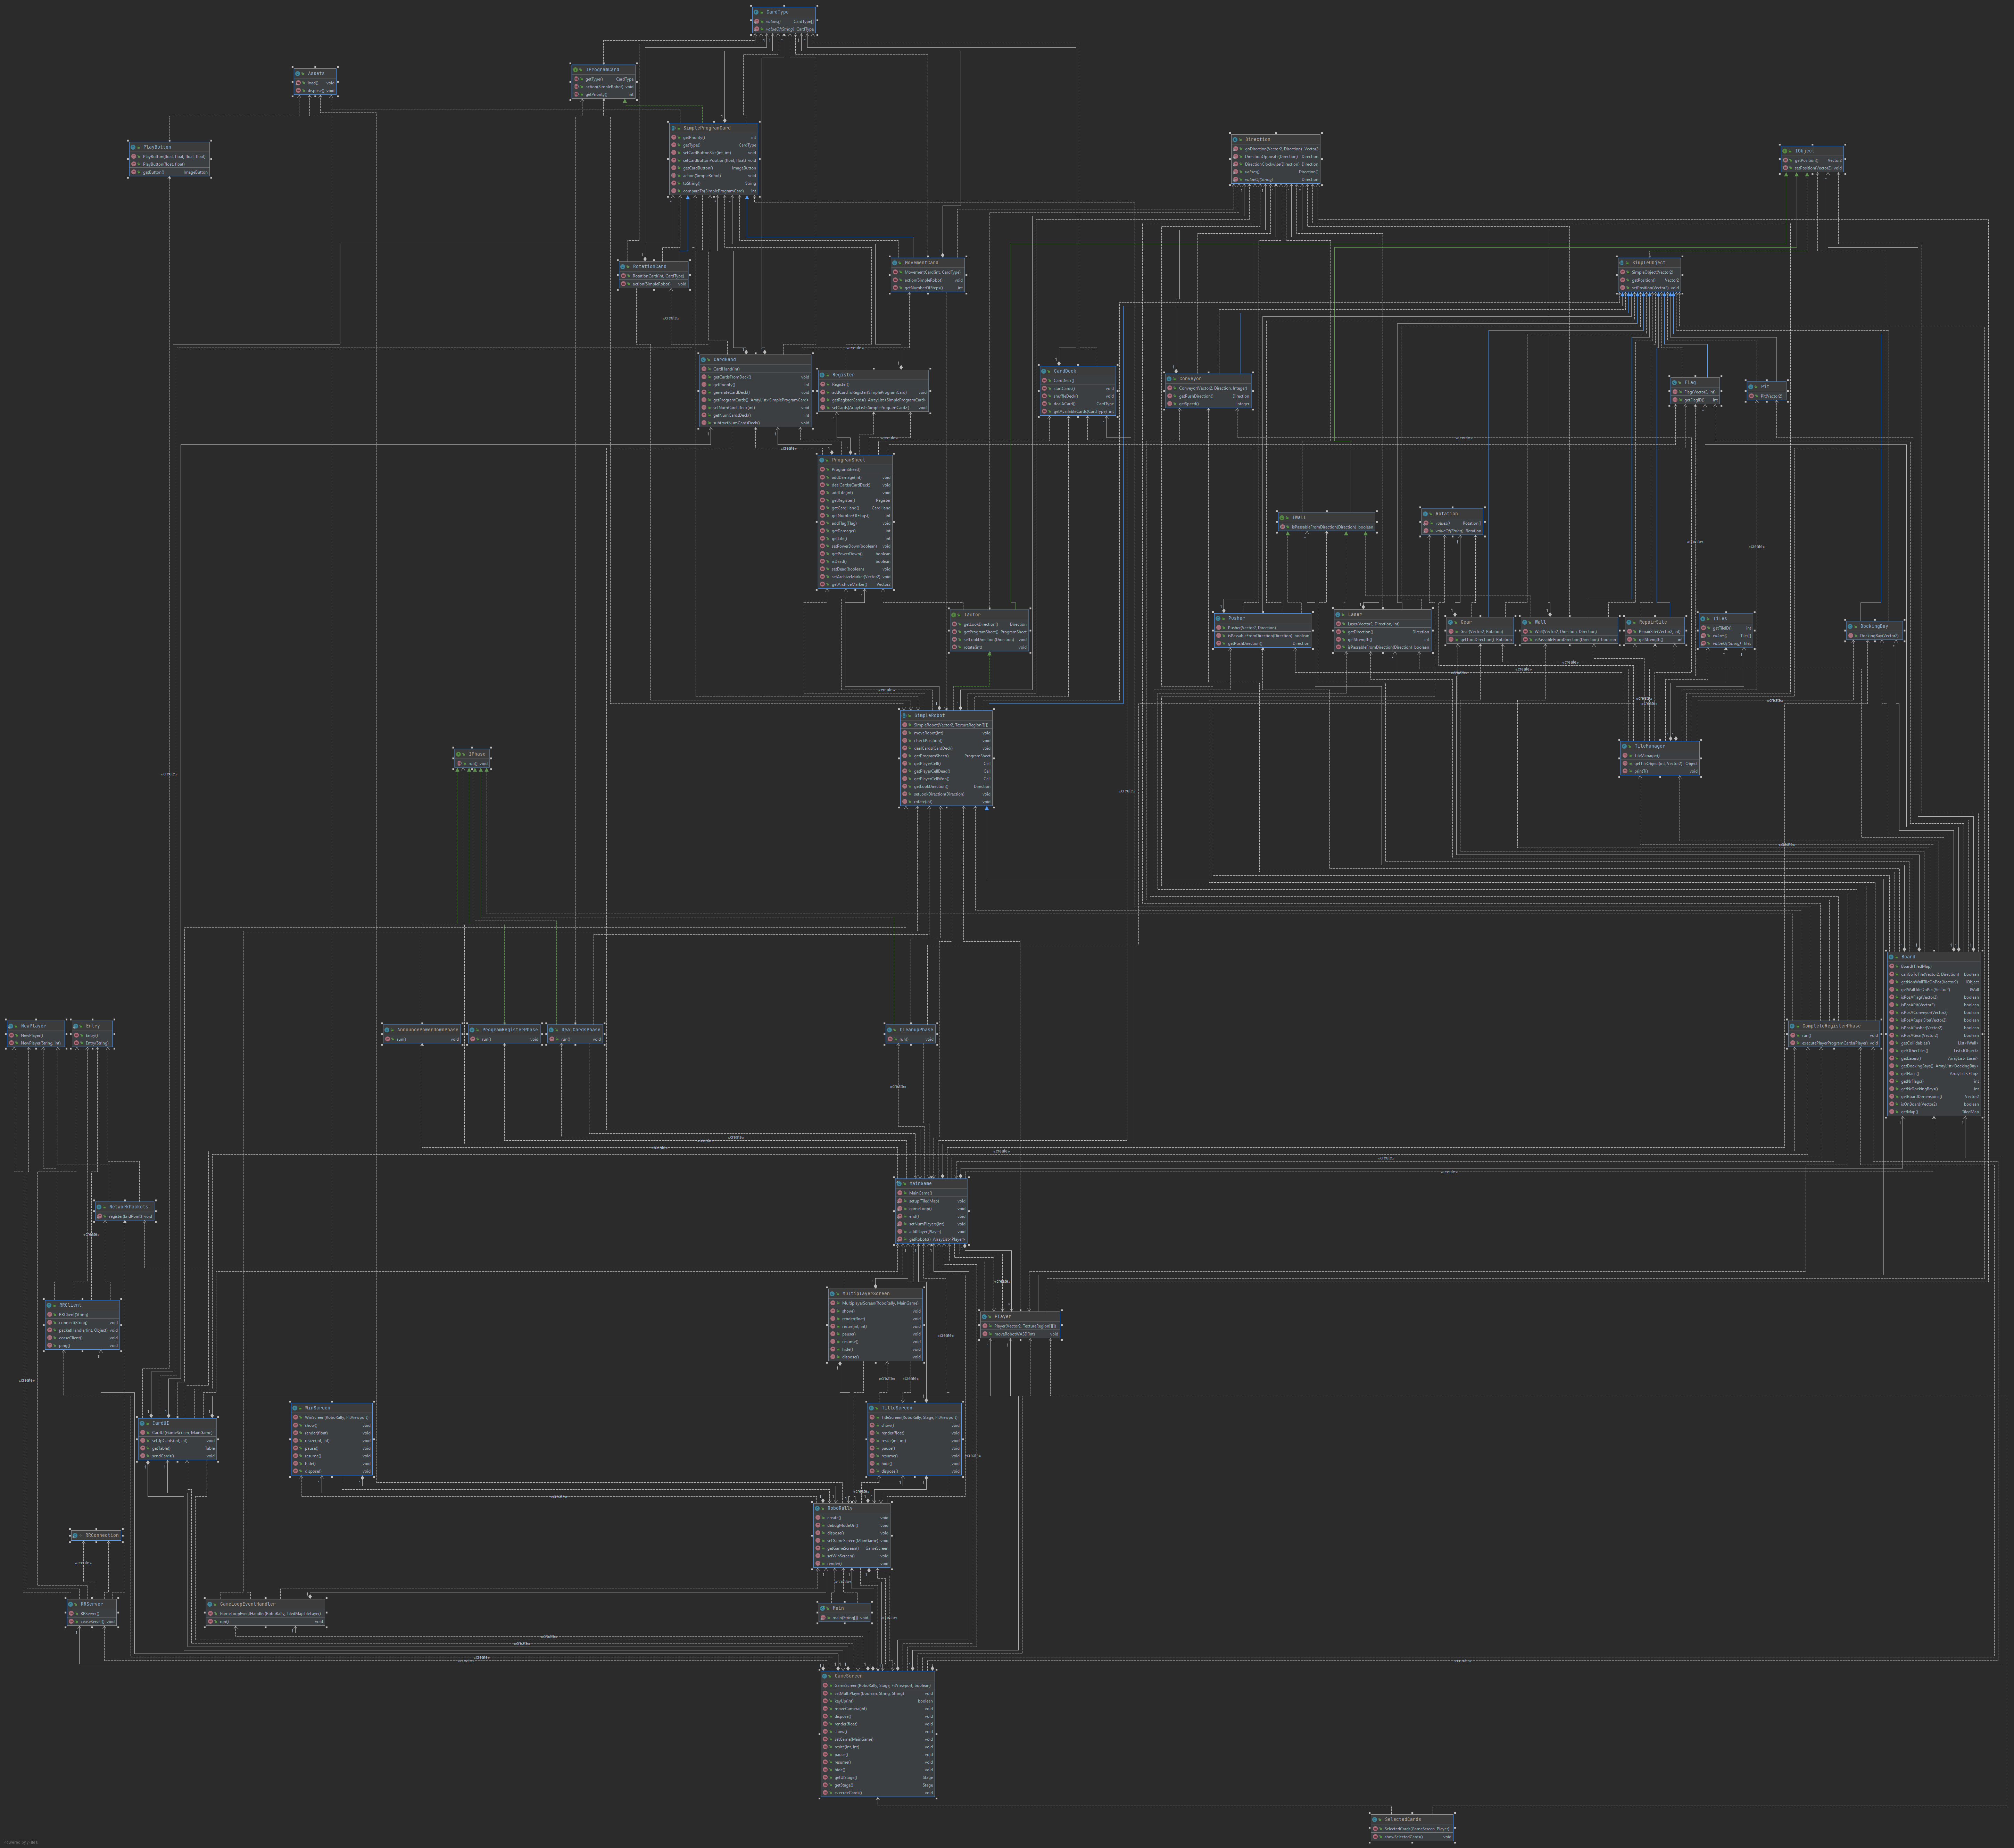 CardType
values() CardType[]
valueOf(String) CardType
Assets
load() void
dispose() void
IProgramCard
getType() CardType
action(SimpleRobot) void
getPriority() int
SimpleProgramCard
getPriority() int
getType() CardType
setCardButtonSize(int, int) void
setCardButtonPosition(float, float) void
getCardButton() ImageButton
action(SimpleRobot) void
toString() String
compareTo(SimpleProgramCard) int
PlayButton
PlayButton(float, float, float, float)
PlayButton(float, float)
getButton() ImageButton
Direction
goDirection(Vector2, Direction) Vector2
DirectionOpposite(Direction) Direction
DirectionClockwise(Direction) Direction
values() Direction[]
valueOf(String) Direction
IObject
getPosition() Vector2
setPosition(Vector2) void
RotationCard
RotationCard(int, CardType)
action(SimpleRobot) void
MovementCard
MovementCard(int, CardType)
action(SimpleRobot) void
getNumberOfSteps() int
SimpleObject
SimpleObject(Vector2)
getPosition() Vector2
setPosition(Vector2) void
CardHand
CardHand(int)
getCardsFromDeck() void
getPriority() int
generateCardDeck() void
getProgramCards() ArrayList<SimpleProgramCard>
setNumCardsDeck(int) void
getNumCardsDeck() int
subtractNumCardsDeck() void
Register
Register()
addCardToRegister(SimpleProgramCard) void
getRegisterCards() ArrayList<SimpleProgramCard>
setCards(ArrayList<SimpleProgramCard>) void
CardDeck
CardDeck()
startCards() void
shuffleDeck() void
dealACard() CardType
getAvailableCards(CardType) int
Conveyor
Conveyor(Vector2, Direction, Integer)
getPushDirection() Direction
getSpeed() Integer
Flag
Flag(Vector2, int)
getFlagID() int
Pit
Pit(Vector2)
ProgramSheet
ProgramSheet()
addDamage(int) void
dealCards(CardDeck) void
addLife(int) void
getRegister() Register
getCardHand() CardHand
getNumberOfFlags() int
addFlag(Flag) void
getDamage() int
getLife() int
setPowerDown(boolean) void
getPowerDown() boolean
isDead() boolean
setDead(boolean) void
setArchiveMarker(Vector2) void
getArchiveMarker() Vector2
IWall
isPassableFromDirection(Direction) boolean
Rotation
values() Rotation[]
valueOf(String) Rotation
IActor
getLookDirection() Direction
getProgramSheet() ProgramSheet
setLookDirection(Direction) void
rotate(int) void
Pusher
Pusher(Vector2, Direction)
isPassableFromDirection(Direction) boolean
getPushDirection() Direction
Laser
Laser(Vector2, Direction, int)
getDirection() Direction
getStrength() int
isPassableFromDirection(Direction) boolean
Gear
Gear(Vector2, Rotation)
getTurnDirection() Rotation
Wall
Wall(Vector2, Direction, Direction)
isPassableFromDirection(Direction) boolean
RepairSite
RepairSite(Vector2, int)
getStrength() int
Tiles
getTileID() int
values() Tiles[]
valueOf(String) Tiles
DockingBay
DockingBay(Vector2)
SimpleRobot
SimpleRobot(Vector2, TextureRegion[][])
moveRobot(int) void
checkPosition() void
dealCards(CardDeck) void
getProgramSheet() ProgramSheet
getPlayerCell() Cell
getPlayerCellDead() Cell
getPlayerCellWon() Cell
getLookDirection() Direction
setLookDirection(Direction) void
rotate(int) void
IPhase
run() void
TileManager
TileManager()
getTileObject(int, Vector2) IObject
Board
Board(TiledMap)
cantGoToTile(Vector2, Direction) boolean
getNonWallTileOnPos(Vector2) IObject
getWallTileOnPos(Vector2) IWall
isPosAFlag(Vector2) boolean
isPosAPit(Vector2) boolean
isPosAConveyor(Vector2) boolean
isPosARepairSite(Vector2) boolean
isPosAPusher(Vector2) boolean
isPosAGear(Vector2) boolean
getCollidables() List<IWall>
getOtherTiles() List<IObject>
getLasers() ArrayList<Laser>
getDockingBays() ArrayList<DockingBay>
getFlags() ArrayList<Flag>
getNrFlags() int
getNrDockingBays() int
getBoardDimensions() Vector2
isOnBoard(Vector2) boolean
getMap() TiledMap
NewPlayer
NewPlayer()
NewPlayer(String, int)
Entry
Entry()
Entry(String)
AnnouncePowerDownPhase
run() void
ProgramRegisterPhase
run() void
DealCardsPhase
run() void
CleanupPhase
run() void
CompleteRegisterPhase
run() void
executePlayerProgramCards(Player) void
NetworkPackets
register(EndPoint) void
MainGame
MainGame()
setup(TiledMap) void
gameLoop() void
end() void
setNumPlayers(int) void
addPlayer(Player) void
getRobots() ArrayList<Player>
RRClient
RRClient(String)
connect(String) void
packetHandler(int, Object) void
ceaseClient() void
ping() void
MultiplayerScreen
MultiplayerScreen(RoboRally, MainGame)
show() void
render(float) void
resize(int, int) void
pause() void
resume() void
hide() void
dispose() void
Player
Player(Vector2, TextureRegion[][])
moveRobotWASD(int) void
CardUI
CardUI(GameScreen, MainGame)
setUpCards(int, int) void
getTable() Table
sendCards() void
WinScreen
WinScreen(RoboRally, FitViewport)
show() void
render(float) void
resize(int, int) void
pause() void
resume() void
hide() void
dispose() void
TitleScreen
TitleScreen(RoboRally, Stage, FitViewport)
show() void
render(float) void
resize(int, int) void
pause() void
resume() void
hide() void
dispose() void
RoboRally
create() void
debugModeOn() void
dispose() void
setGameScreen(MainGame) void
getGameScreen() GameScreen
setWinScreen() void
render() void
RRConnection
RRServer
RRServer()
ceaseServer() void
GameLoopEventHandler
GameLoopEventHandler(RoboRally, TiledMapTileLayer)
run() void
Main
main(String[]) void
GameScreen
GameScreen(RoboRally, Stage, FitViewport, boolean)
setMultiPlayer(boolean, String, String) void
keyUp(int) boolean
moveCamera(int) void
dispose() void
render(float) void
show() void
setGame(MainGame) void
resize(int, int) void
pause() void
resume() void
hide() void
getUIStage() Stage
getStage() Stage
executeCards() void
SelectedCards
SelectedCards(GameScreen, Player)
showSelectedCards() void
Powered by yFiles